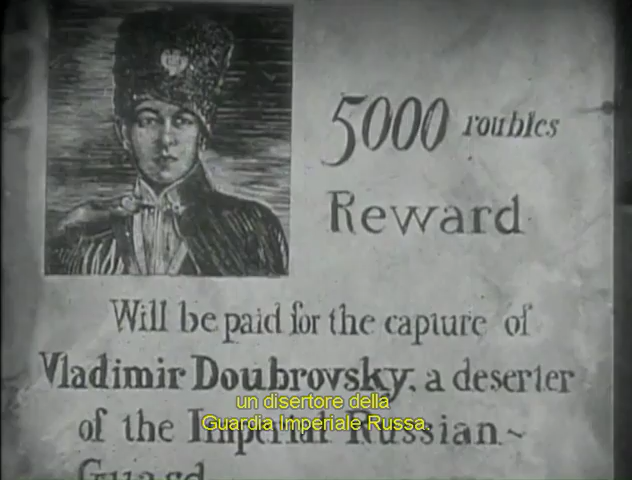 5000 roubles
Reward
Will be paid for the capture of
Vladimir Doubrovsky, a deserter
un disertore della
of the Imperial Russian~
Guardia Imperiale Russa.
Guard